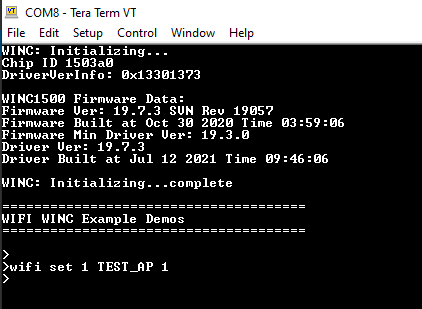 COM8 - Tera Term VT
File Edit Setup Control Window Help
WINC: Initializing...
Chip ID 1503a0
DriverVerInfo: 0x13301373
WINC1500 Firmware Data:
Firmware Ver: 19.7.3 SVN Rev 19057
Firmware Built at Oct 30 2020 Time 03:59:06
Firmware Min Driver Ver: 19.3.0
Driver Ver: 19.7.3
Driver Built at Jul 12 2021 Time 09:46:06
WINC: Initializing...complete
=======================================
WIFI WINC Example Demos
=======================================
>
>wifi set 1 TEST_AP 1
>